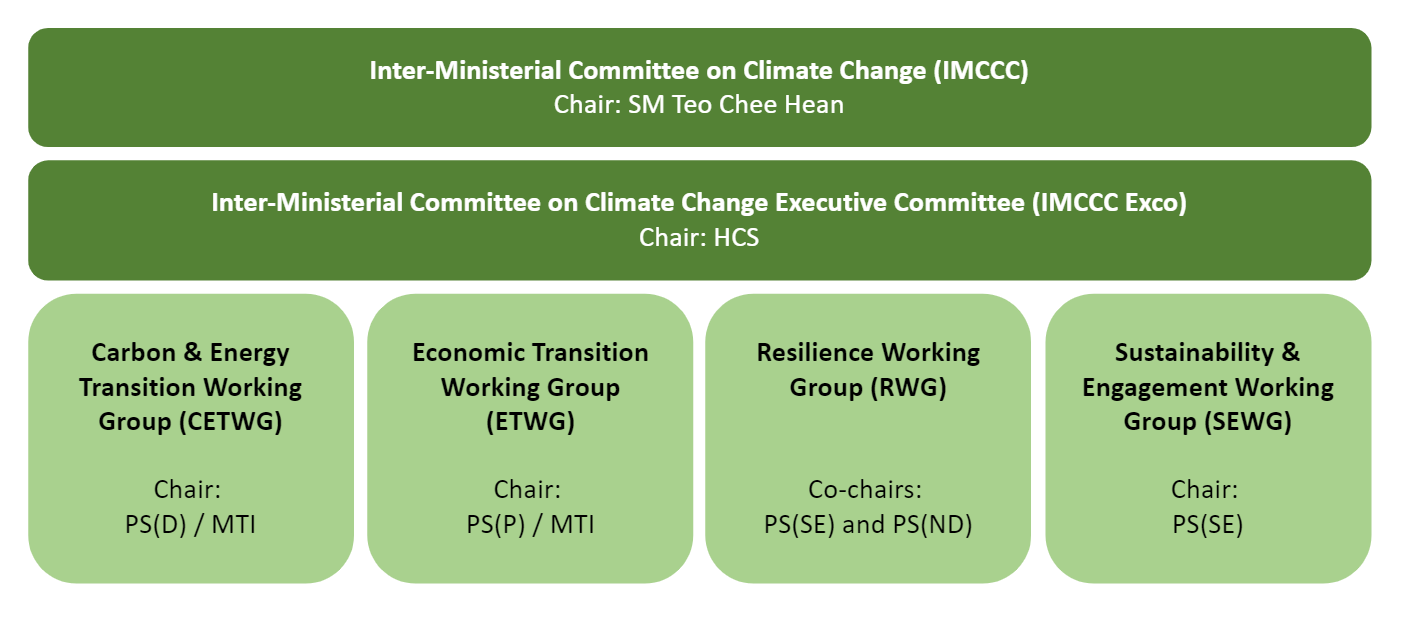 Inter-Ministerial Committee on Climate Change (IMCCC)
Chair: SM Teo Chee Hean
Inter-Ministerial Committee on Climate Change Executive Committee (IMCCC Exco)
Chair: HCS
Carbon & Energy
Transition Working
Group (CETWG)
Chair:
PS(D) / MTI
Economic Transition
Working Group
(ETWG)
Chair:
PS(P) / MTI
Resilience Working
Group (RWG)
Co-chairs:
PS(SE) and PS(ND)
Sustainability &
Engagement Working
Group (SEWG)
Chair:
PS(SE)